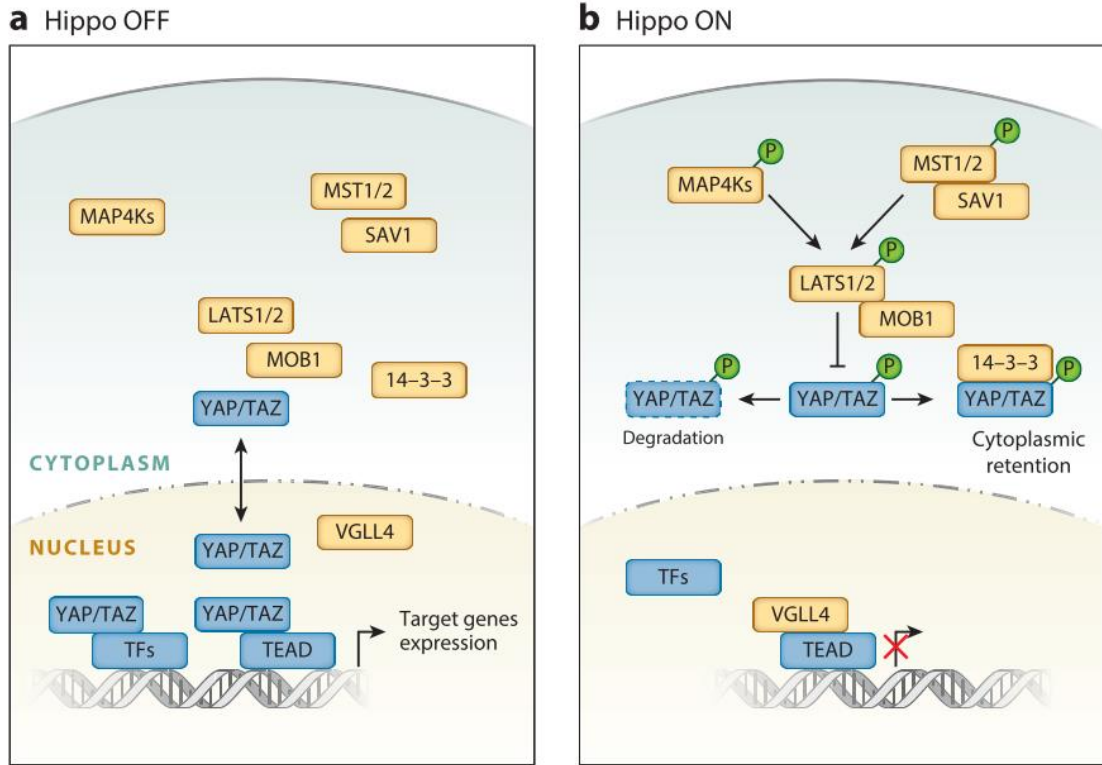 a Hippo OFF
MAP4Ks
MST1/2
SAV1
LATS1/2
MOB1
14–3–3
YAP/TAZ
CYTOPLASM
NUCLEUS
YAP/TAZ
VGLL4
YAP/TAZ
TFs
YAP/TAZ
TEAD
Target genes
expression
b Hippo ON
P
MAP4Ks
P
MST1/2
SAV1
P
LATS1/2
MOB1
P
YAP/TAZ
Degradation
P
YAP/TAZ
14–3–3
P
YAP/TAZ
Cytoplasmic
retention
TFs
VGLL4
TEAD